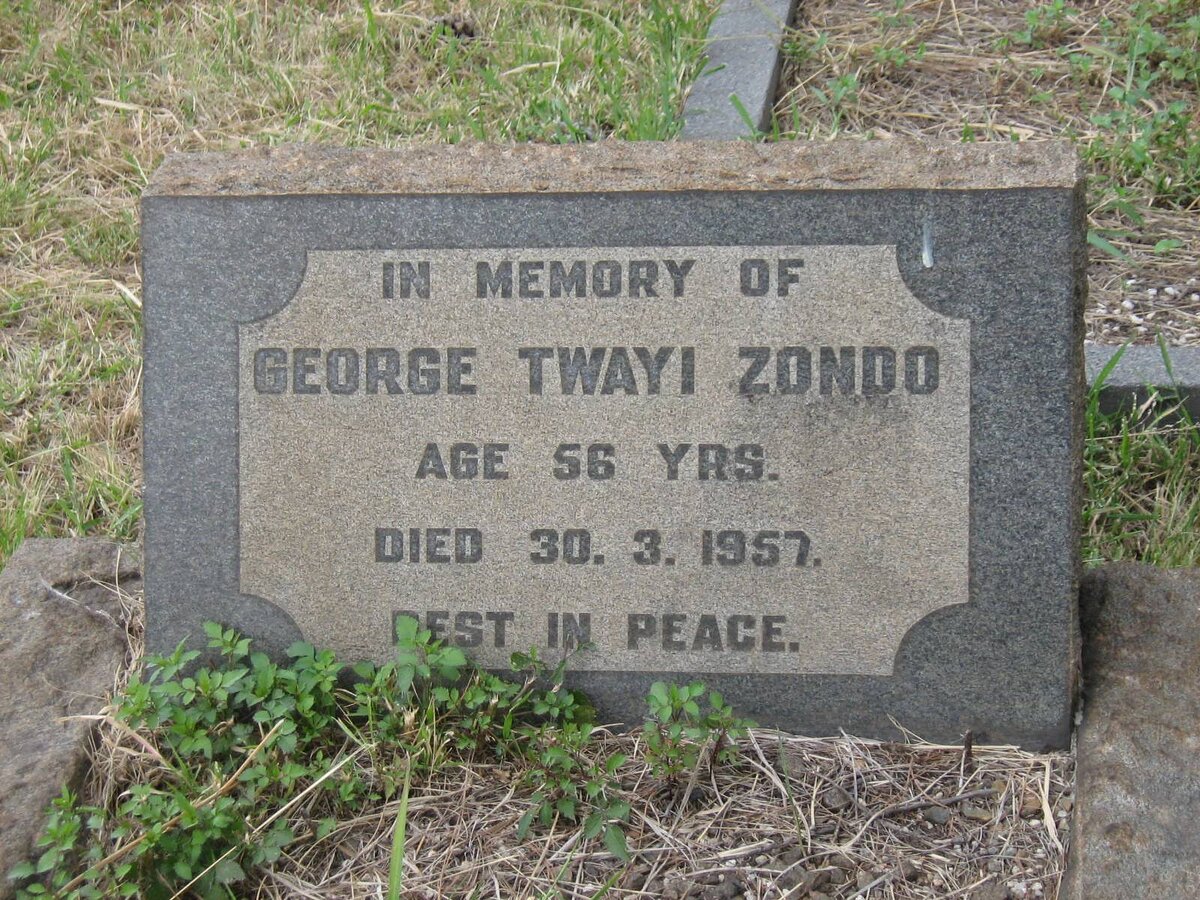 IN MEMORY OF
GEORGE TWAYI ZONDO
AGE 56 YRS.
DIED 30. 3. 1957.
REST IN PEACE.